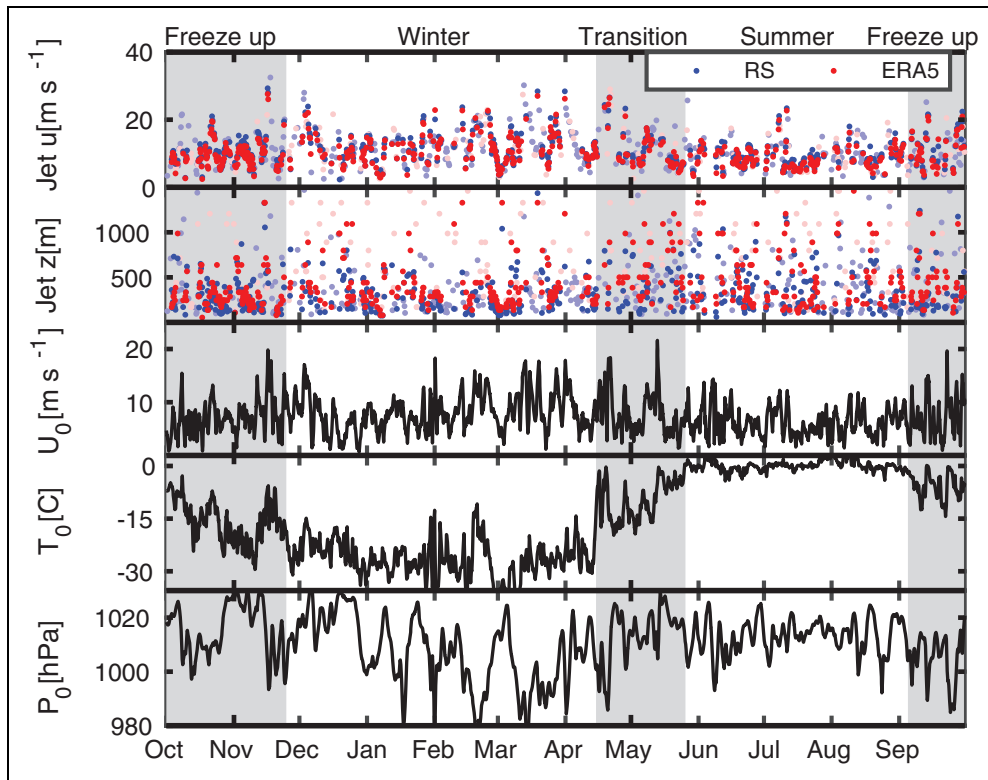 Freeze up Winter Transition Summer Freeze up
RS ERA5
Jet u[m s⁻¹]
40
20
0
Jet z[m]
1000
500
U₀[m s⁻¹]
20
10
T₀[C]
0
-15
-30
P₀[hPa]
1020
1000
980
Oct Nov Dec Jan Feb Mar Apr May Jun Jul Aug Sep